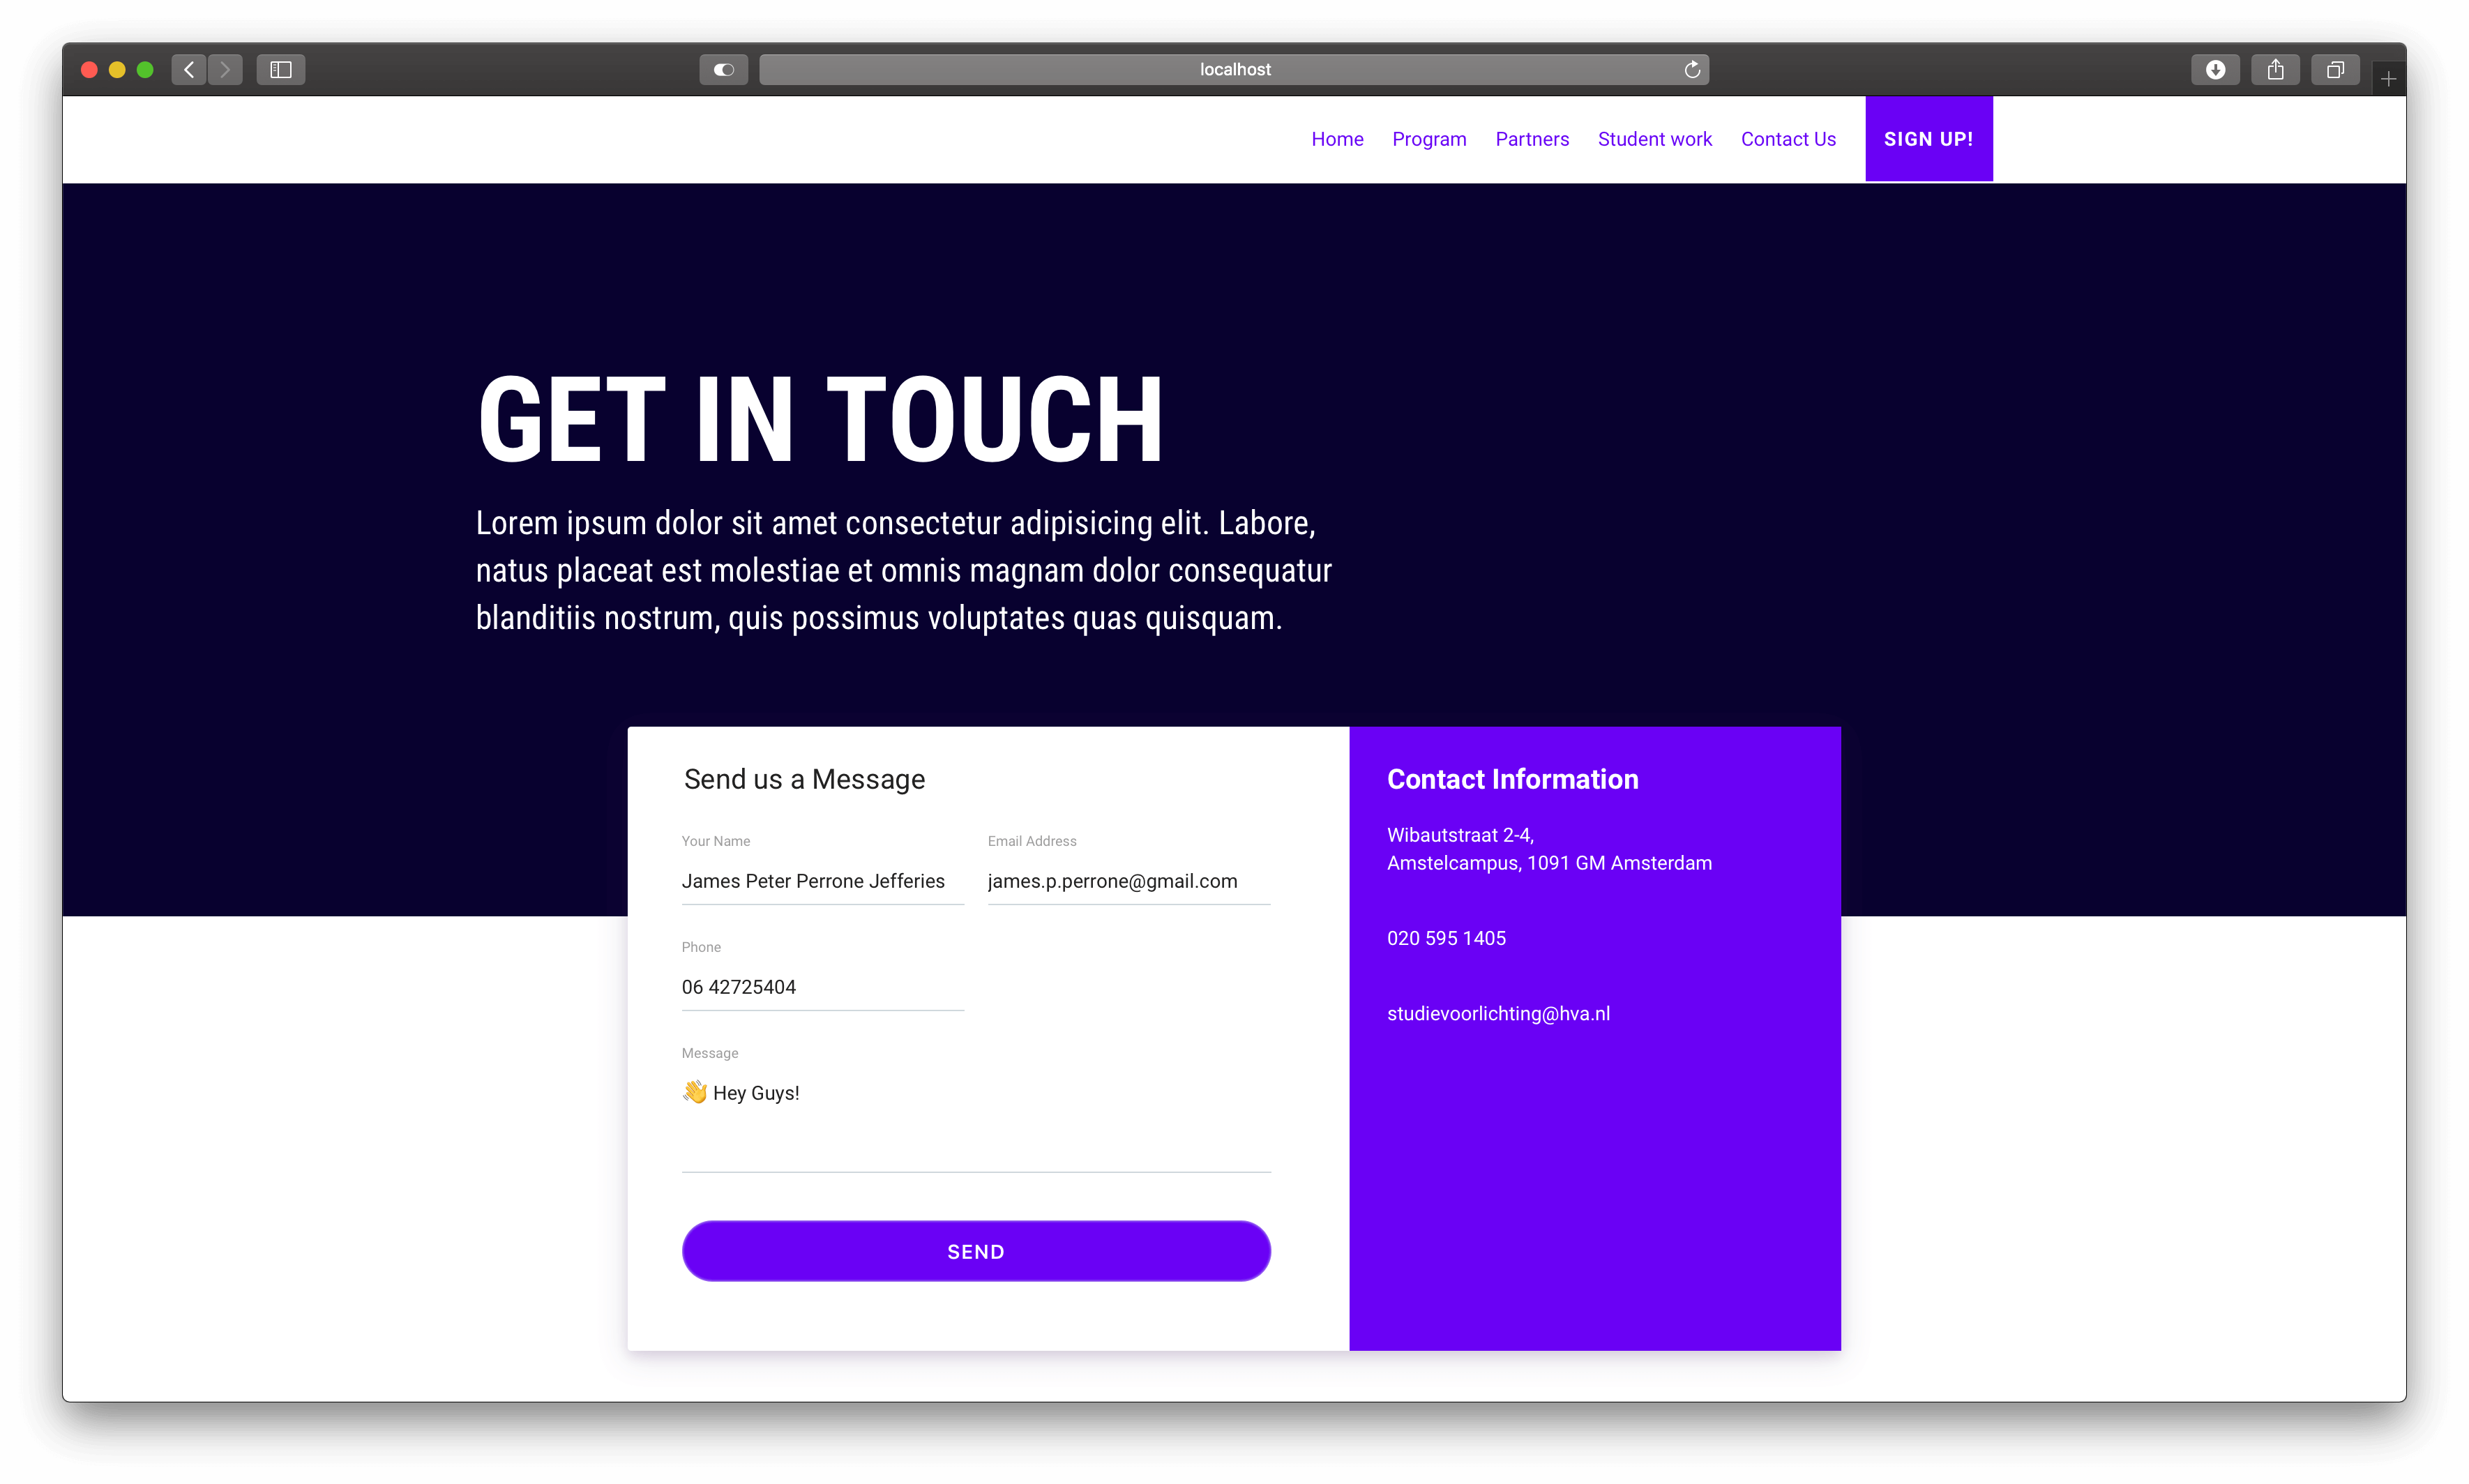 localhost
Home Program Partners Student work Contact Us SIGN UP!
GET IN TOUCH
Lorem ipsum dolor sit amet consectetur adipisicing elit. Labore,
natus placeat est molestiae et omnis magnam dolor consequatur
blanditiis nostrum, quis possimus voluptates quas quisquam.
Send us a Message
Your Name
James Peter Perrone Jefferies
Email Address
james.p.perrone@gmail.com
Phone
06 42725404
Message
👋 Hey Guys!
SEND
Contact Information
Wibautstraat 2-4,
Amstelcampus, 1091 GM Amsterdam
020 595 1405
studievoorlichting@hva.nl